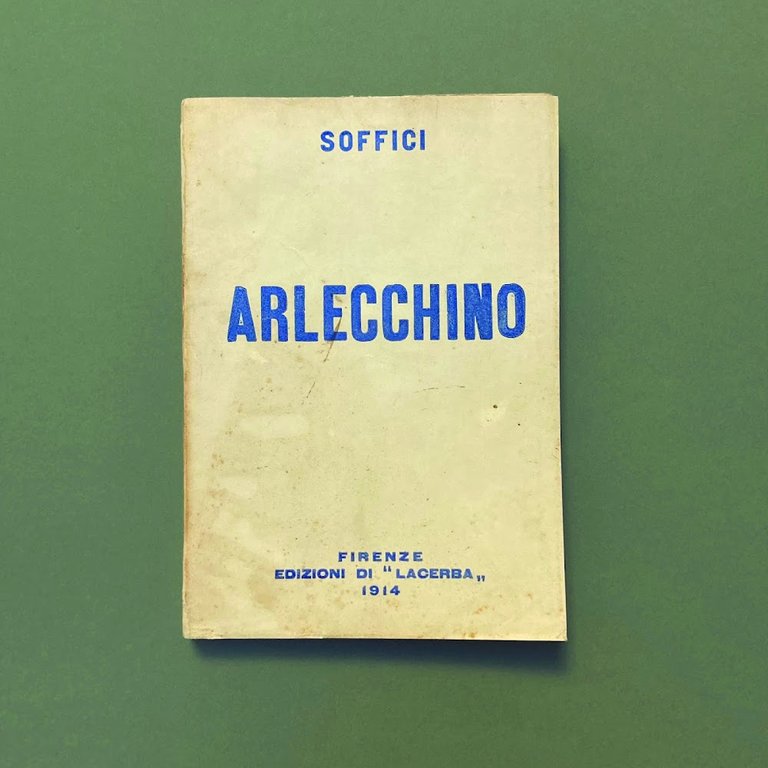 SOFFICI
ARLECCHINO
FIRENZE
EDIZIONI DI "LACERBA„
1914